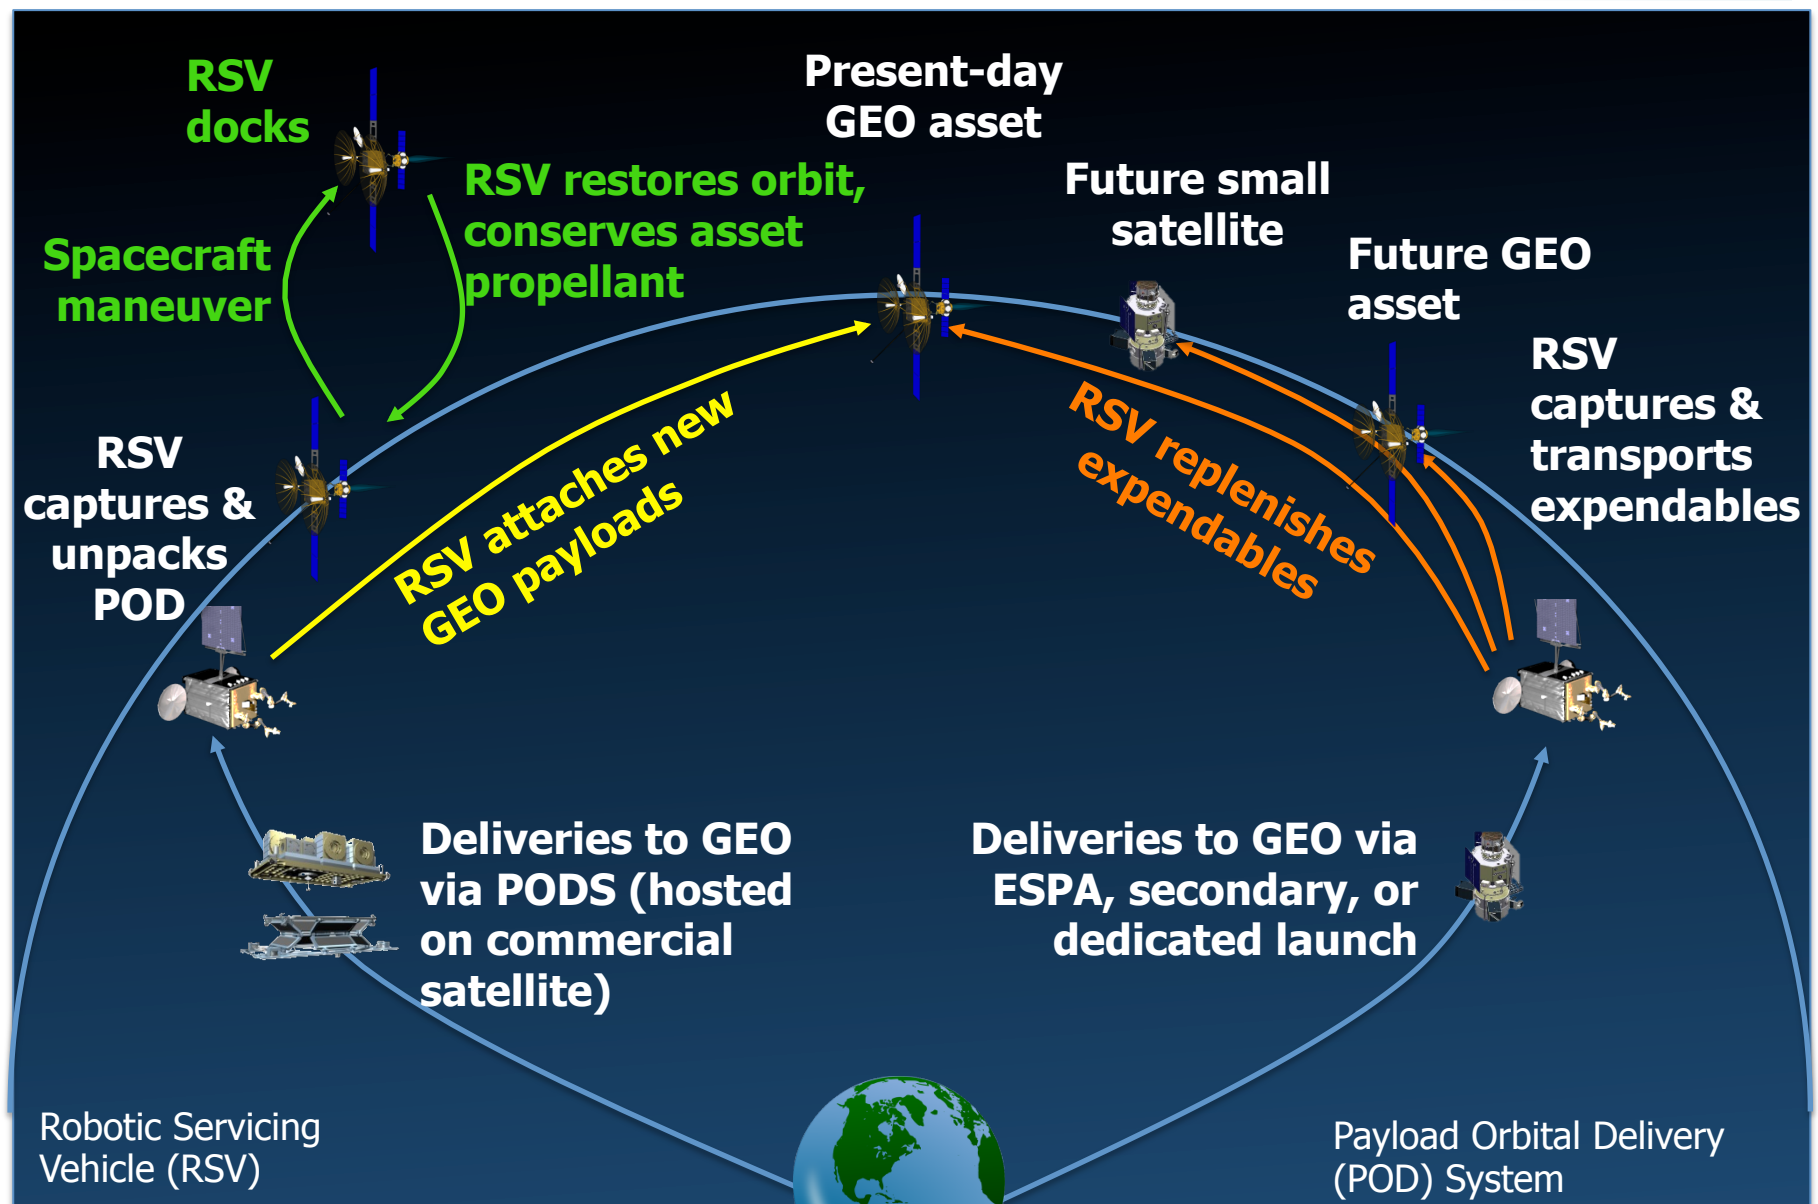 RSV
docks
Present-day
GEO asset
RSV restores orbit,
conserves asset
propellant
Future small
satellite
Spacecraft
maneuver
Future GEO
asset
RSV
captures &
transports
expendables
RSV
captures &
unpacks
POD
RSV attaches new
GEO payloads
RSV replenishes
expendables
Deliveries to GEO
via PODS (hosted
on commercial
satellite)
Deliveries to GEO via
ESPA, secondary, or
dedicated launch
Robotic Servicing
Vehicle (RSV)
Payload Orbital Delivery
(POD) System